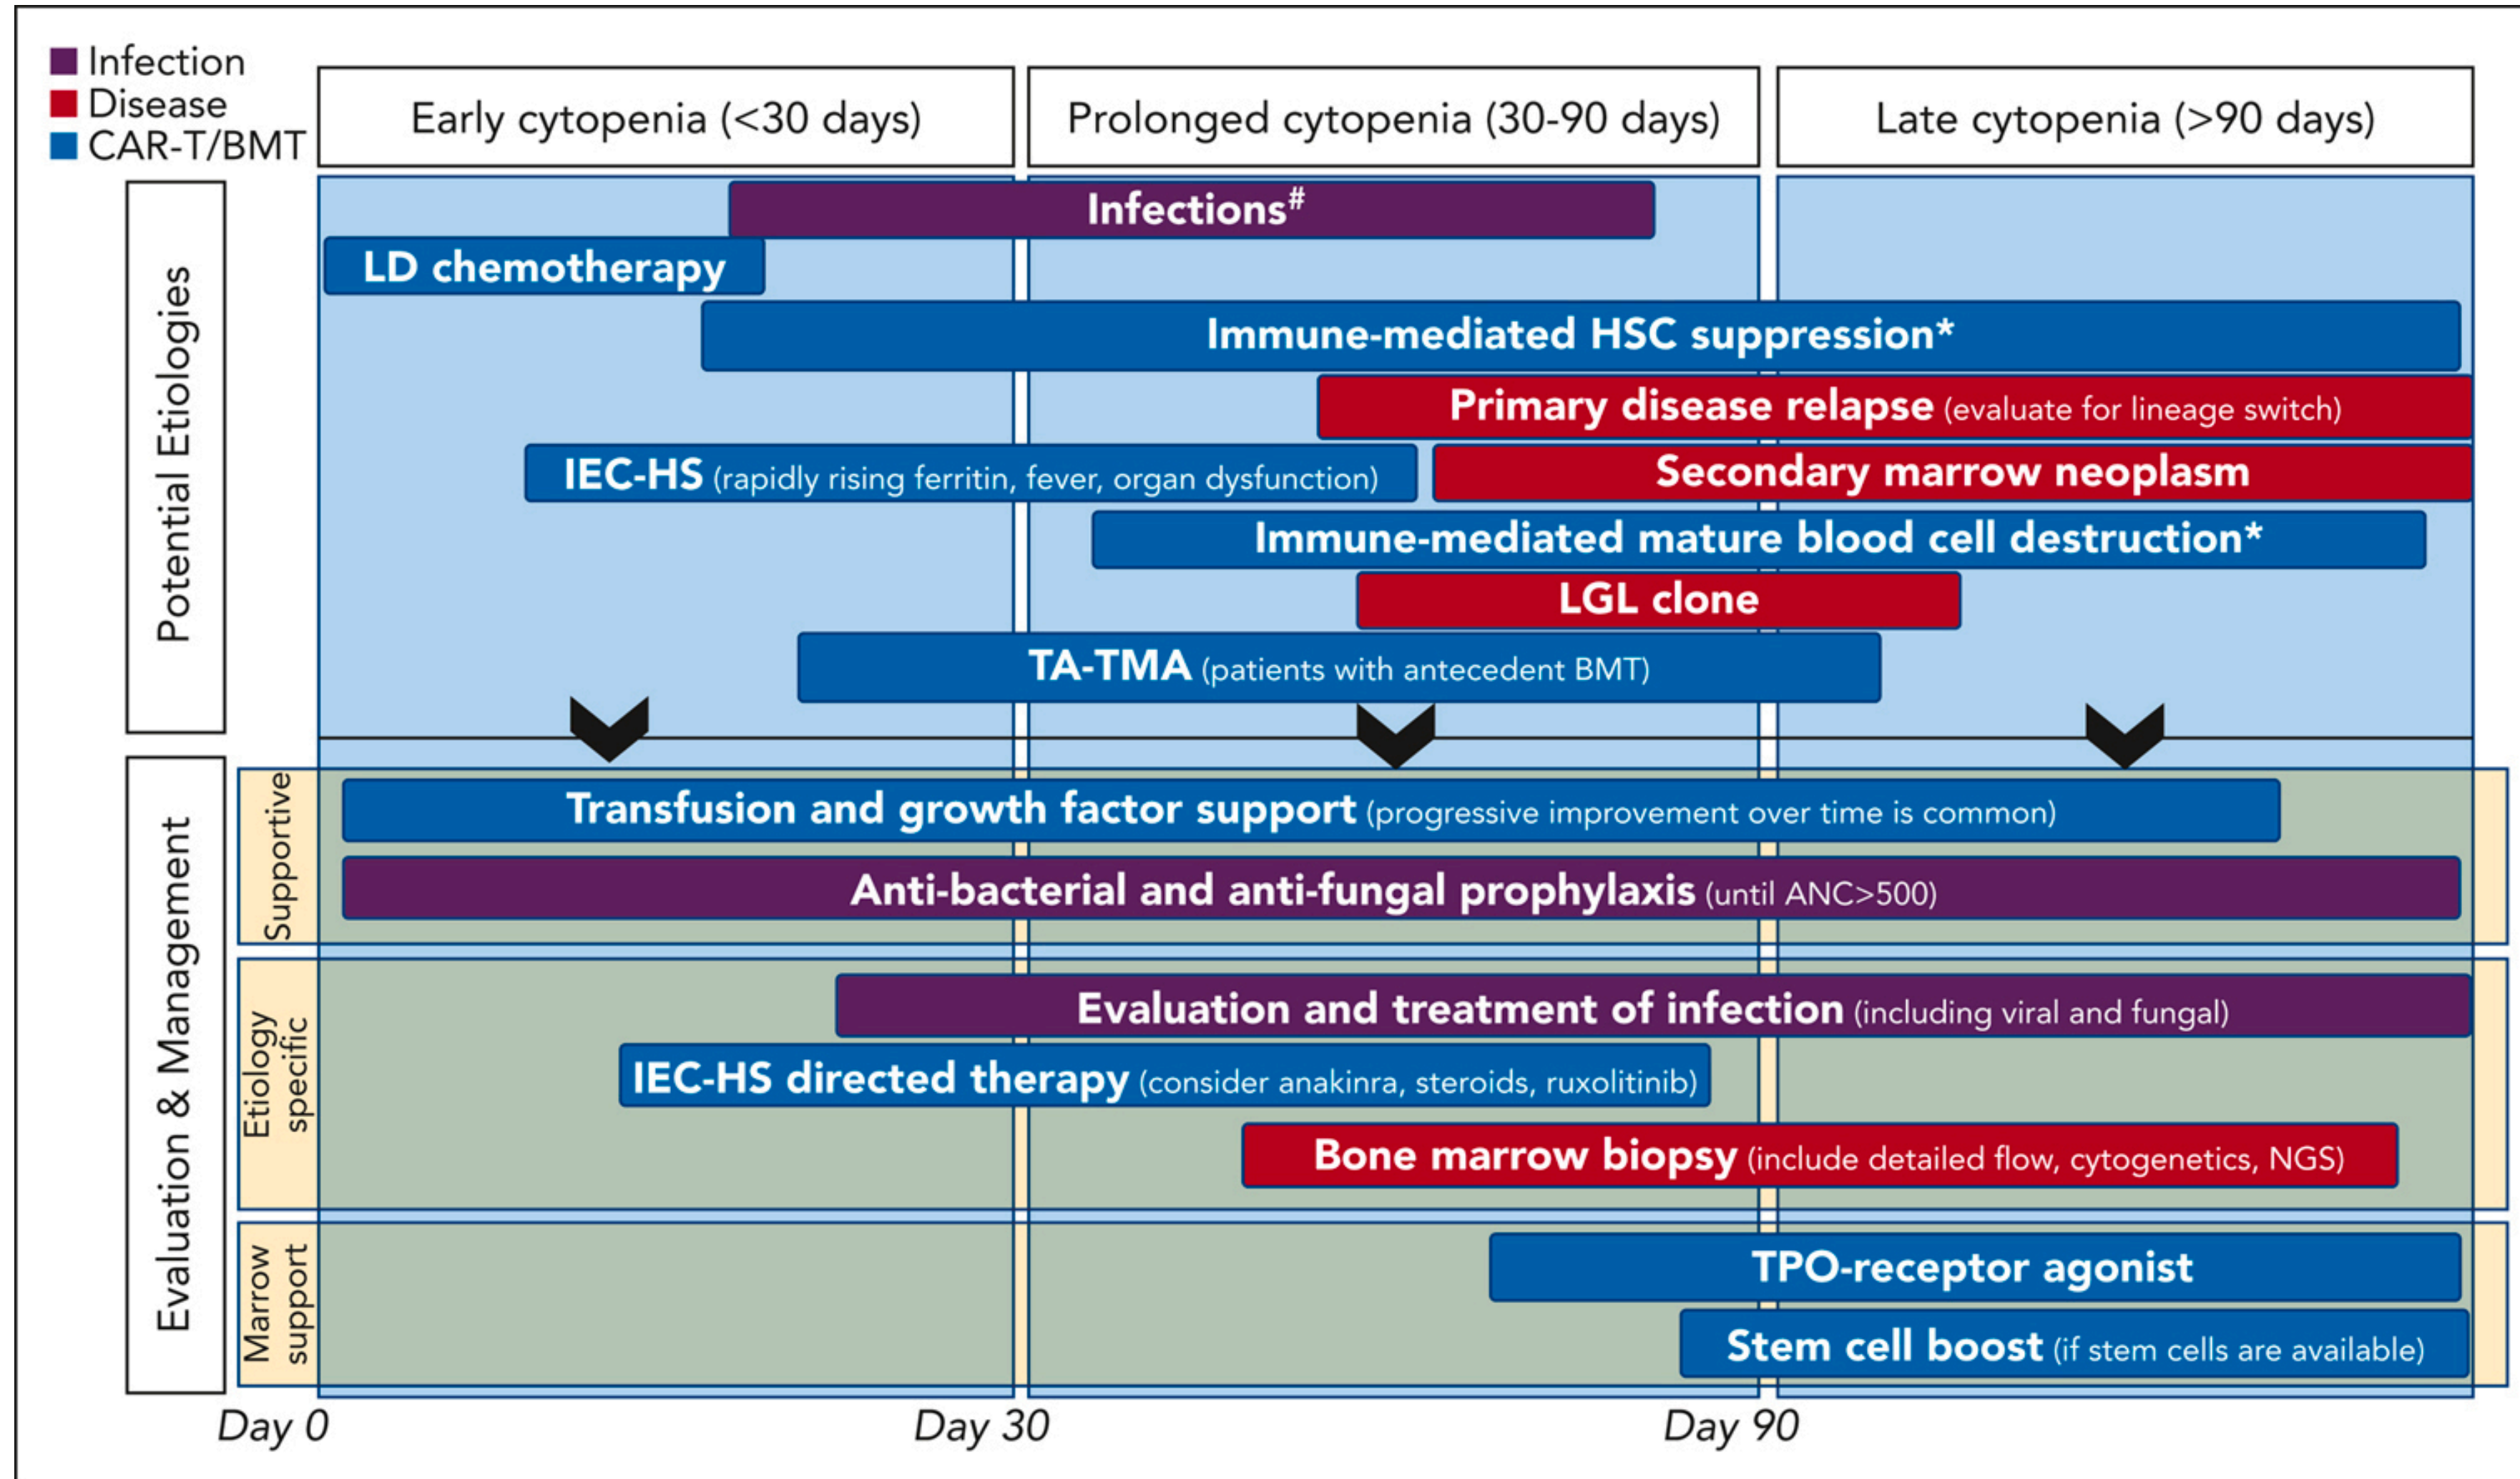 Infection
Disease
CAR-T/BMT
Early cytopenia (<30 days)
Prolonged cytopenia (30-90 days)
Late cytopenia (>90 days)
Potential Etiologies
Infections#
LD chemotherapy
Immune-mediated HSC suppression*
Primary disease relapse (evaluate for lineage switch)
IEC-HS (rapidly rising ferritin, fever, organ dysfunction)
Secondary marrow neoplasm
Immune-mediated mature blood cell destruction*
LGL clone
TA-TMA (patients with antecedent BMT)
Evaluation & Management
Supportive
Transfusion and growth factor support (progressive improvement over time is common)
Anti-bacterial and anti-fungal prophylaxis (until ANC>500)
Etiology
specific
Evaluation and treatment of infection (including viral and fungal)
IEC-HS directed therapy (consider anakinra, steroids, ruxolitinib)
Bone marrow biopsy (include detailed flow, cytogenetics, NGS)
Marrow
support
TPO-receptor agonist
Stem cell boost (if stem cells are available)
Day 0
Day 30
Day 90